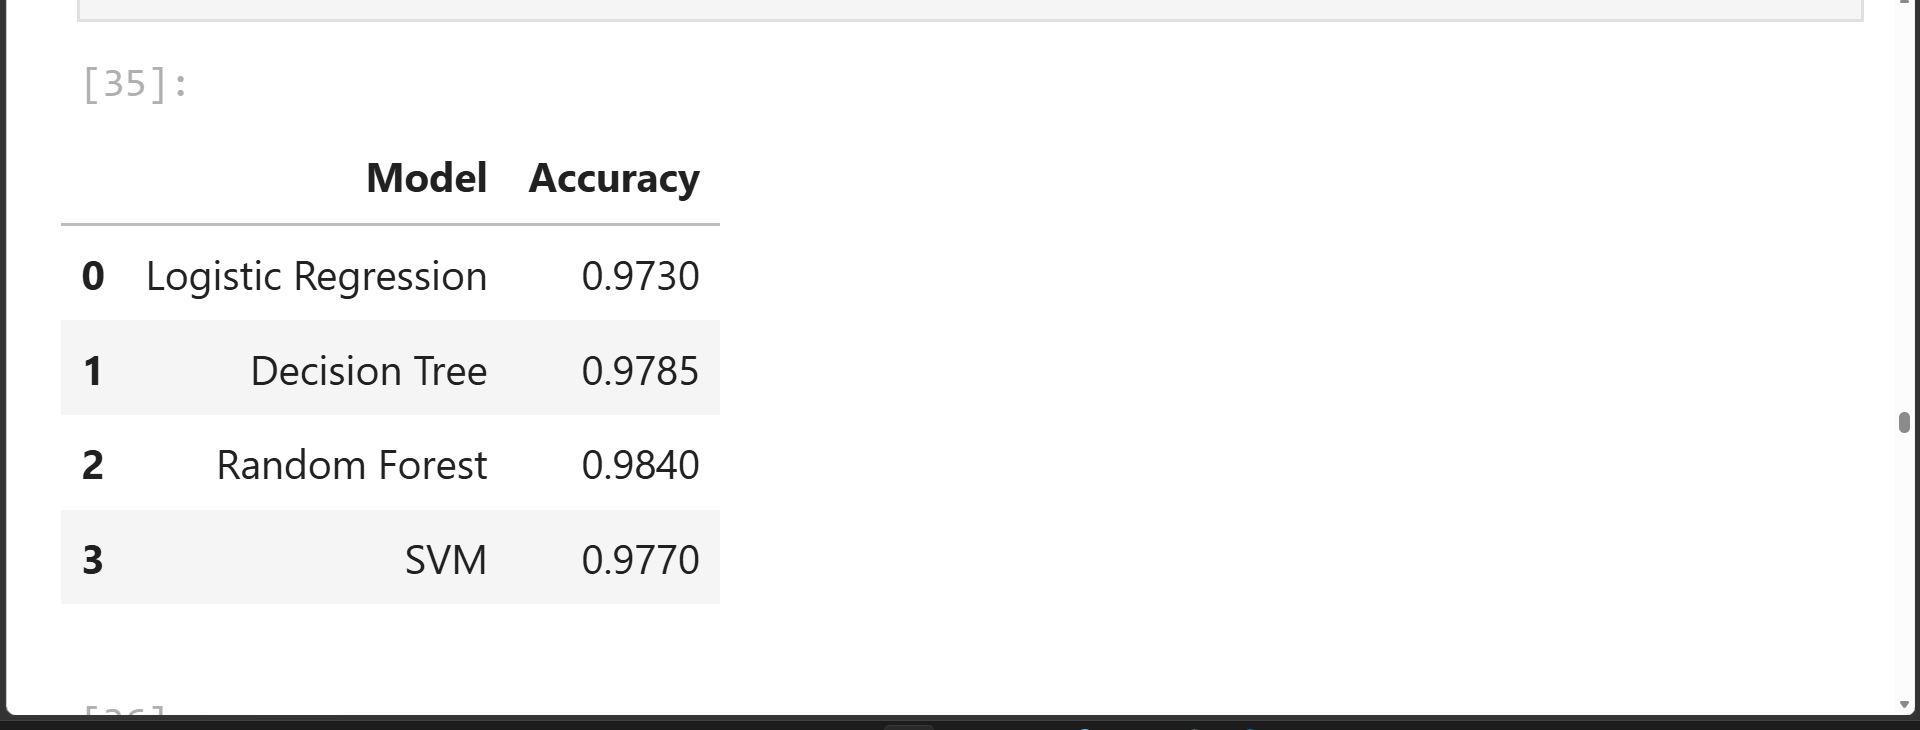 [35]:
Model Accuracy
0 Logistic Regression 0.9730
1 Decision Tree 0.9785
2 Random Forest 0.9840
3 SVM 0.9770